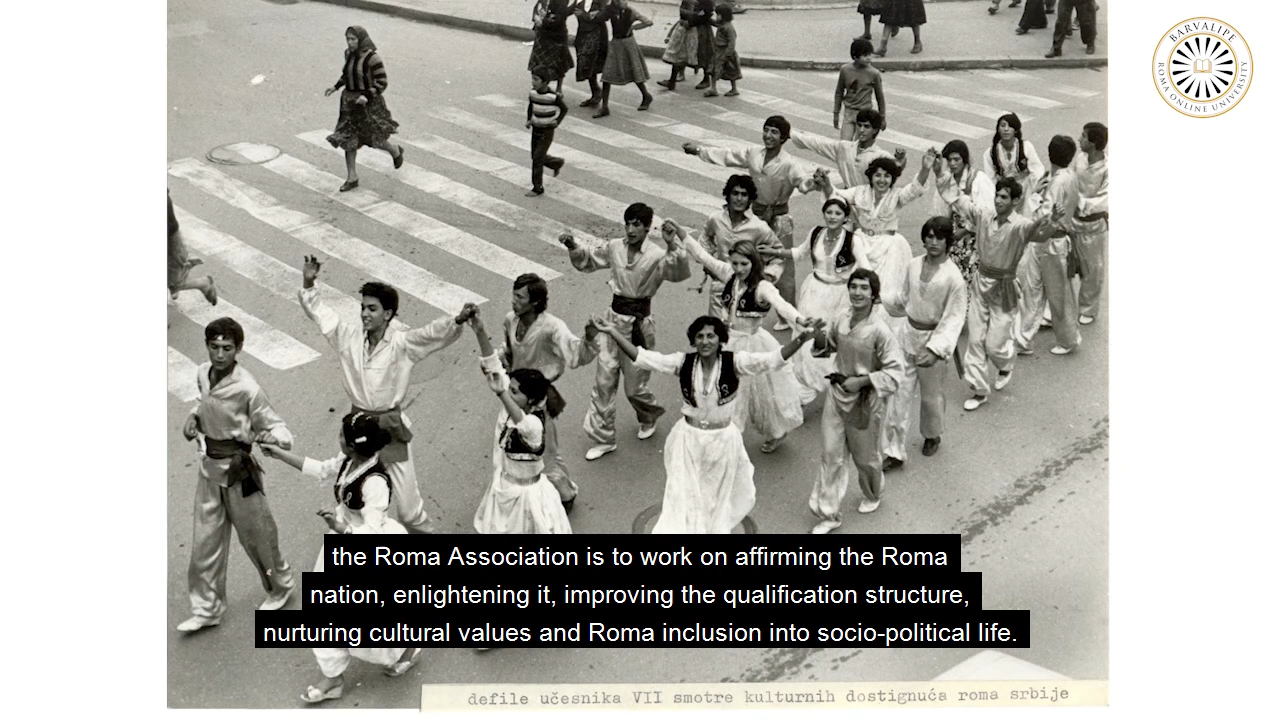 BARVALIPE
ROMA ONLINE UNIVERSITY
the Roma Association is to work on affirming the Roma
nation, enlightening it, improving the qualification structure,
nurturing cultural values and Roma inclusion into socio-political life.
defile učesnika VII smotre kulturnih dostignuća roma srbije